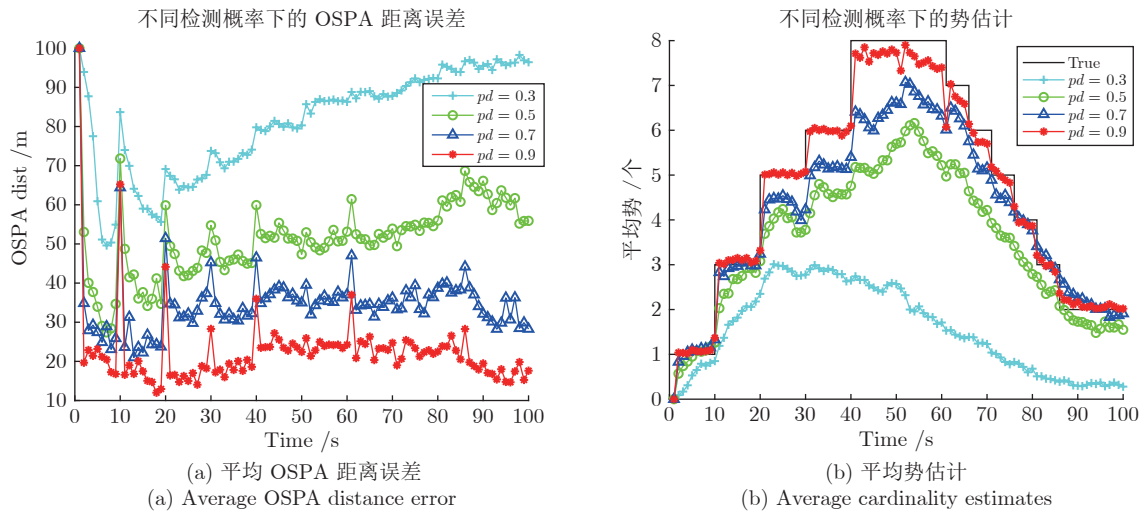 不同检测概率下的 OSPA 距离误差
100
90
80
70
60
50
40
30
20
10
OSPA dist /m
pd = 0.3
pd = 0.5
pd = 0.7
pd = 0.9
0 10 20 30 40 50 60 70 80 90 100
Time /s
(a) 平均 OSPA 距离误差
(a) Average OSPA distance error
不同检测概率下的势估计
8
7
6
5
4
3
2
1
0
平均势 /个
True
pd = 0.3
pd = 0.5
pd = 0.7
pd = 0.9
0 10 20 30 40 50 60 70 80 90 100
Time /s
(b) 平均势估计
(b) Average cardinality estimates